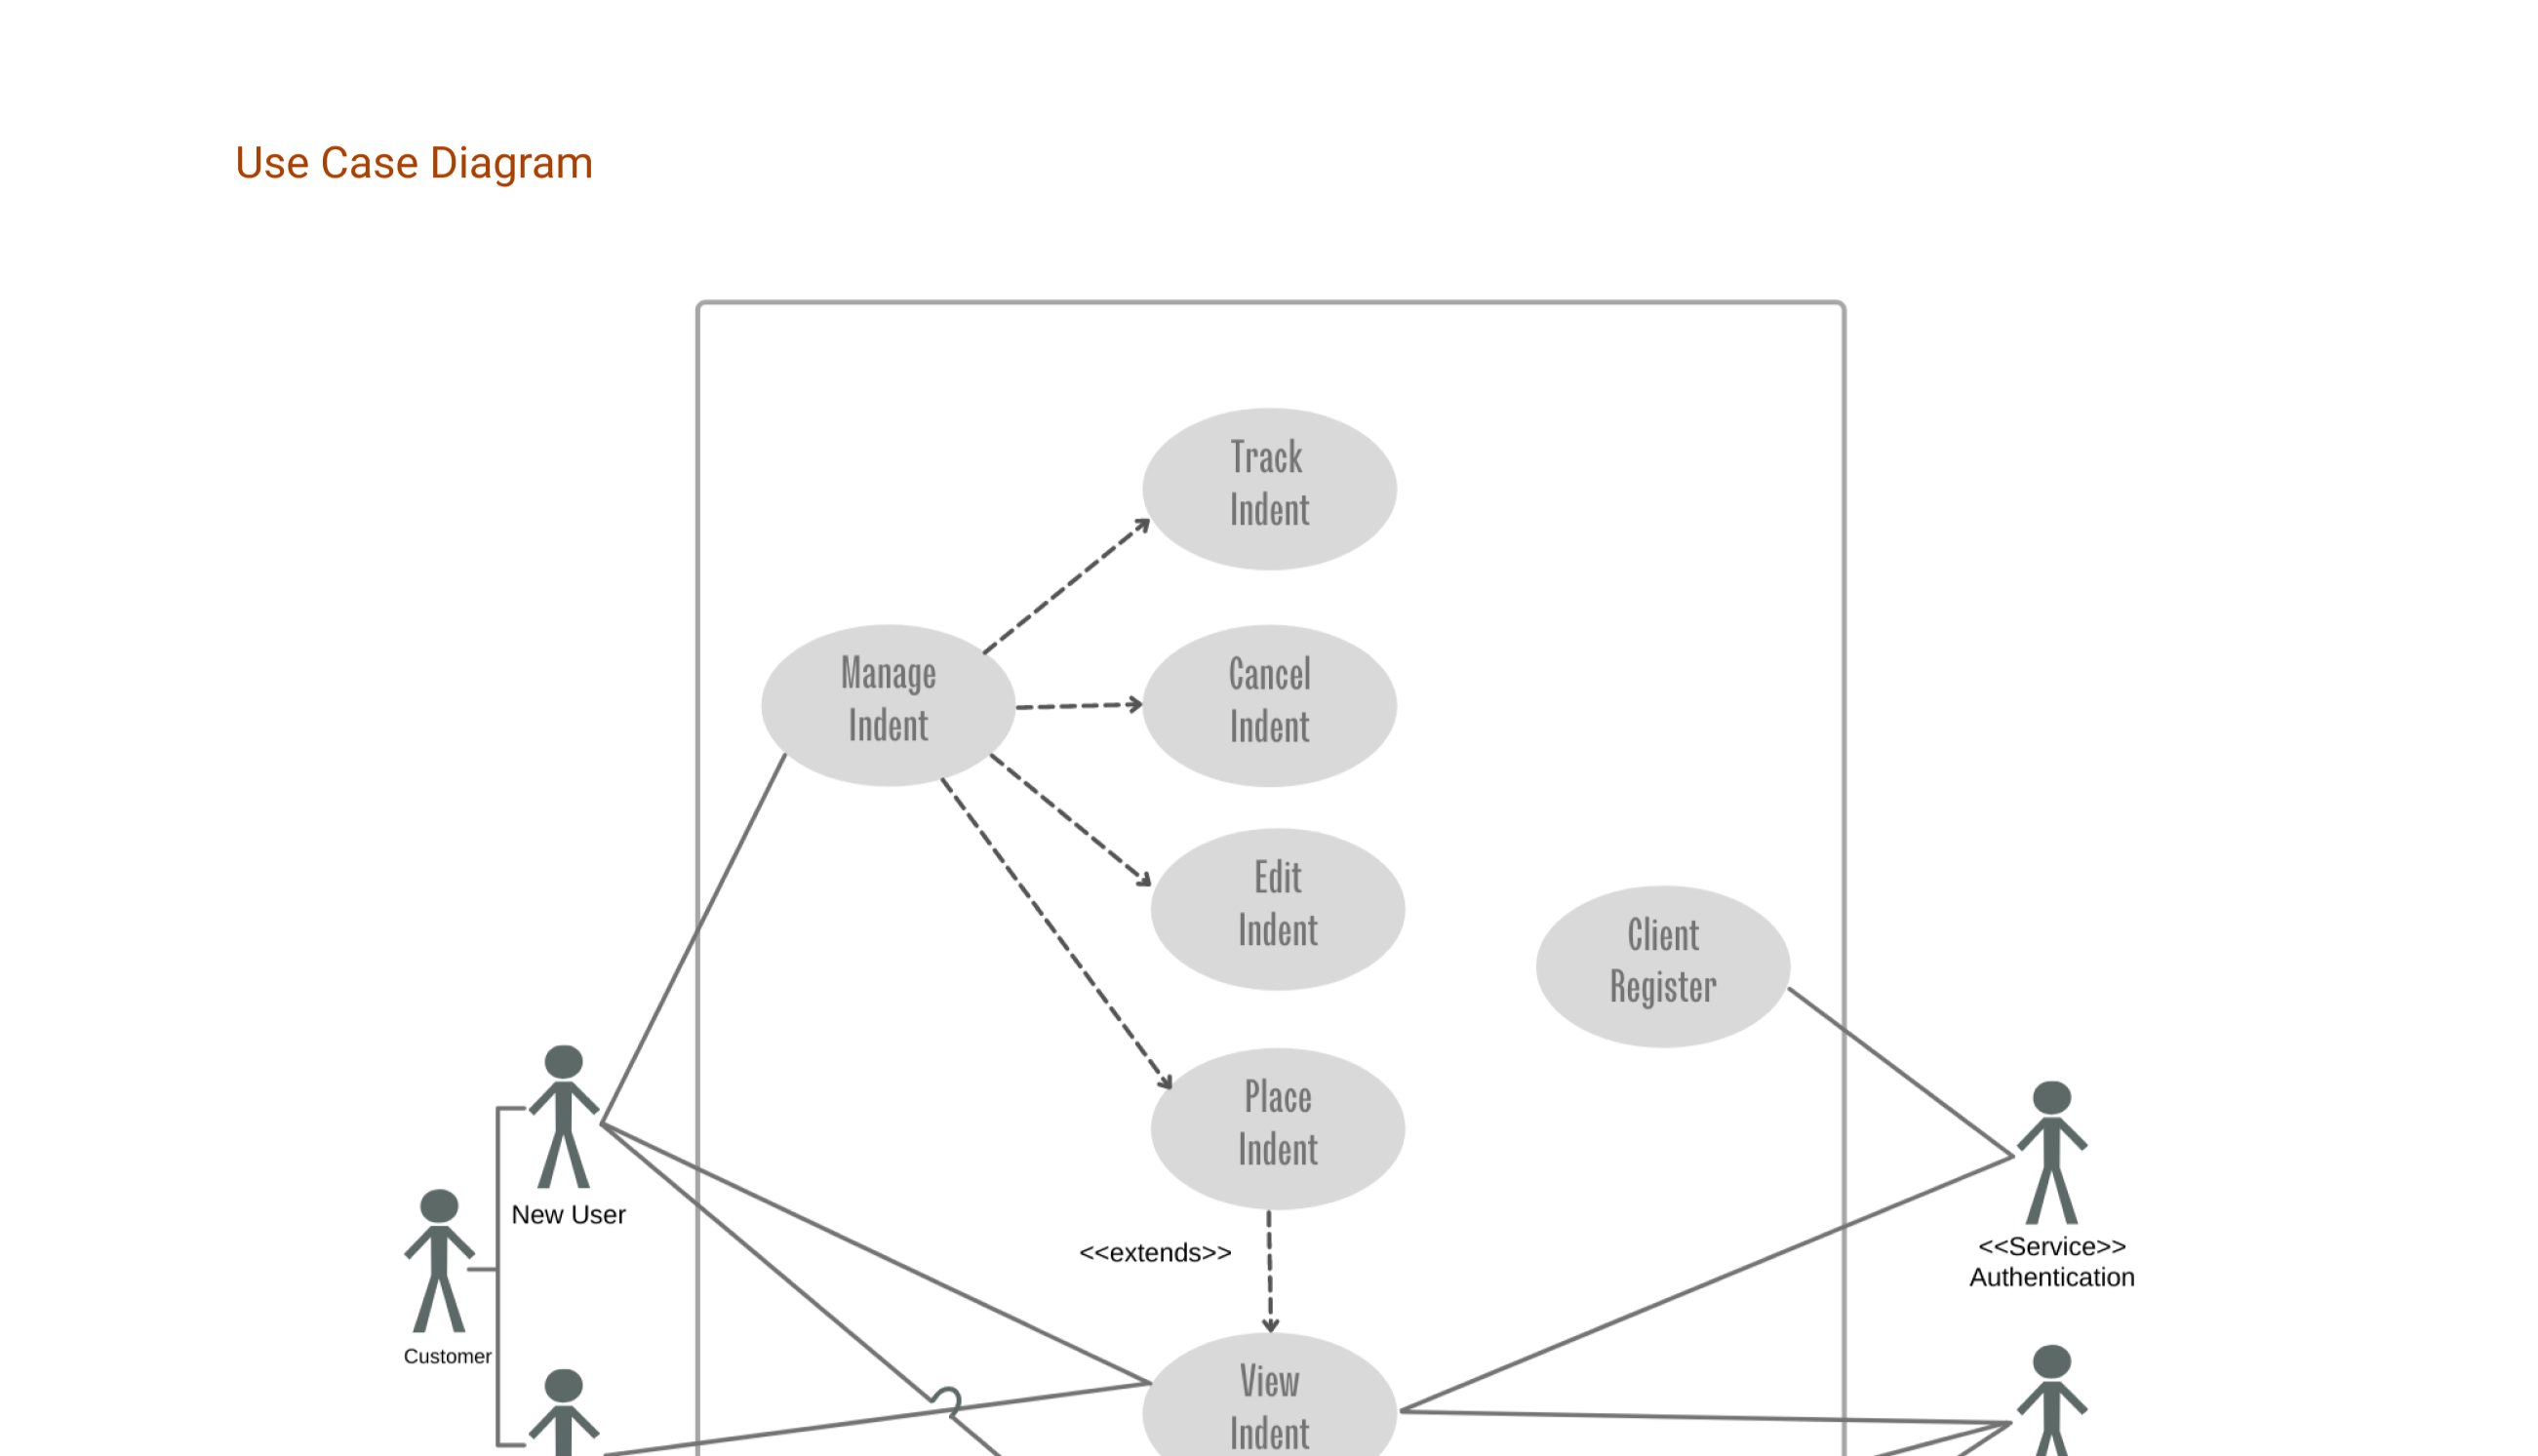 Use Case Diagram
Track
Indent
Manage
Indent
Cancel
Indent
Edit
Indent
Client
Register
Place
Indent
New User
<<extends>>
<<Service>>
Authentication
Customer
View
Indent